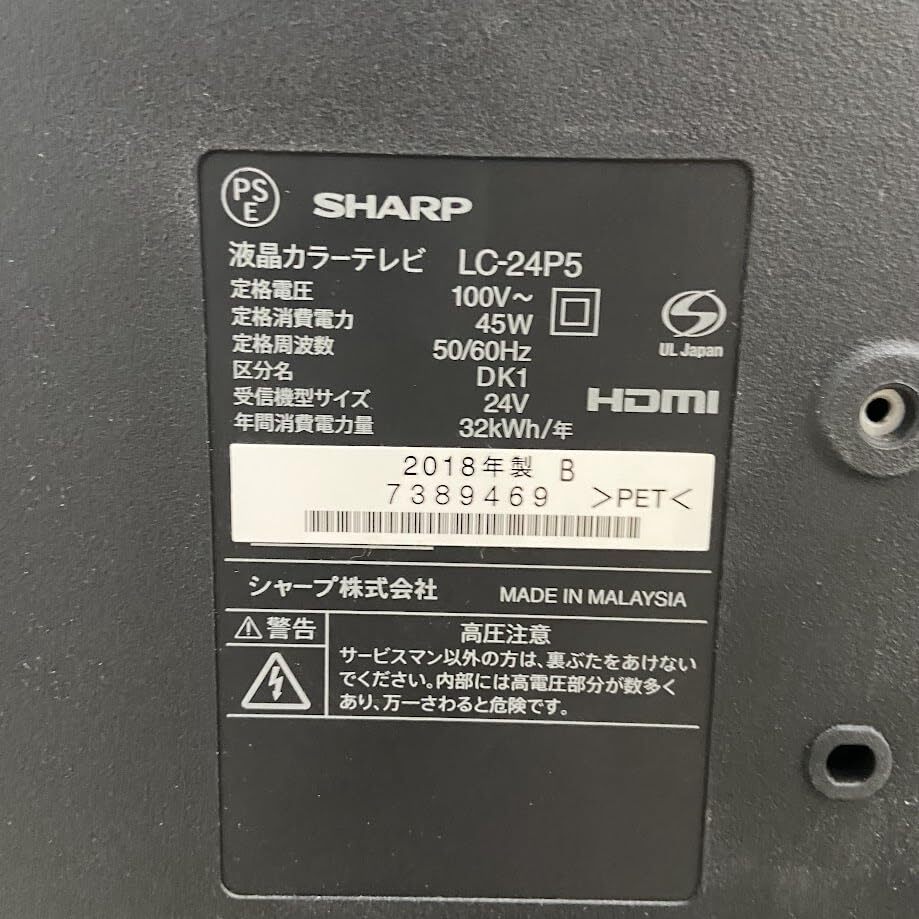 PS
E
SHARP
液晶カラーテレビ LC-24P5
定格電圧 100V～
定格消費電力 45W
定格周波数 50/60Hz
区分名 DK1
受信機型サイズ 24V
年間消費電力量 32kWh/年
UL Japan
HDMI
2018年製 B
7389469 >PET<
シャープ株式会社 MADE IN MALAYSIA
警告
高圧注意
サービスマン以外の方は、裏ぶたをあけない
でください。内部には高電圧部分が数多く
あり、万一さわると危険です。